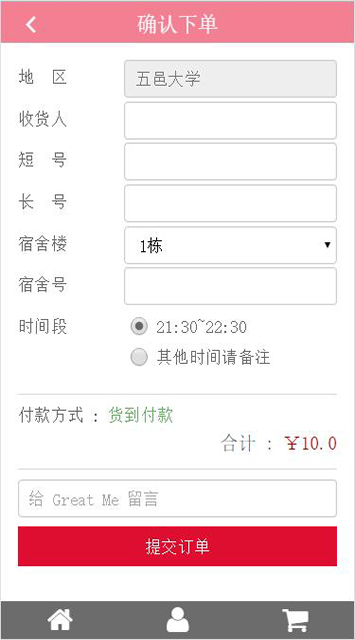 确认下单
地 区 五邑大学
收货人
短 号
长 号
宿舍楼 1栋
宿舍号
时间段 21:30~22:30
其他时间请备注
付款方式 : 货到付款
合计 : ￥10.0
给 Great Me 留言
提交订单